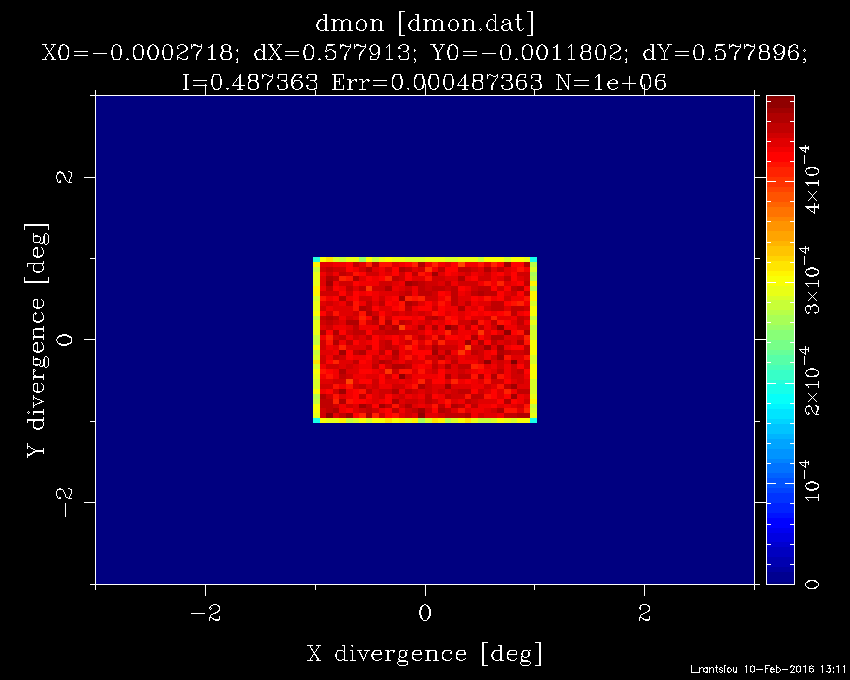 dmon [dmon.dat]
X0=-0.0002718; dX=0.577913; Y0=-0.0011802; dY=0.577896;
I=0.487363 Err=0.000487363 N=1e+06
2
0
-2
Y divergence [deg]
-2
0
2
X divergence [deg]
4×10⁻⁴
3×10⁻⁴
2×10⁻⁴
10⁻⁴
0
l_rantsiou 10-Feb-2016 13:11